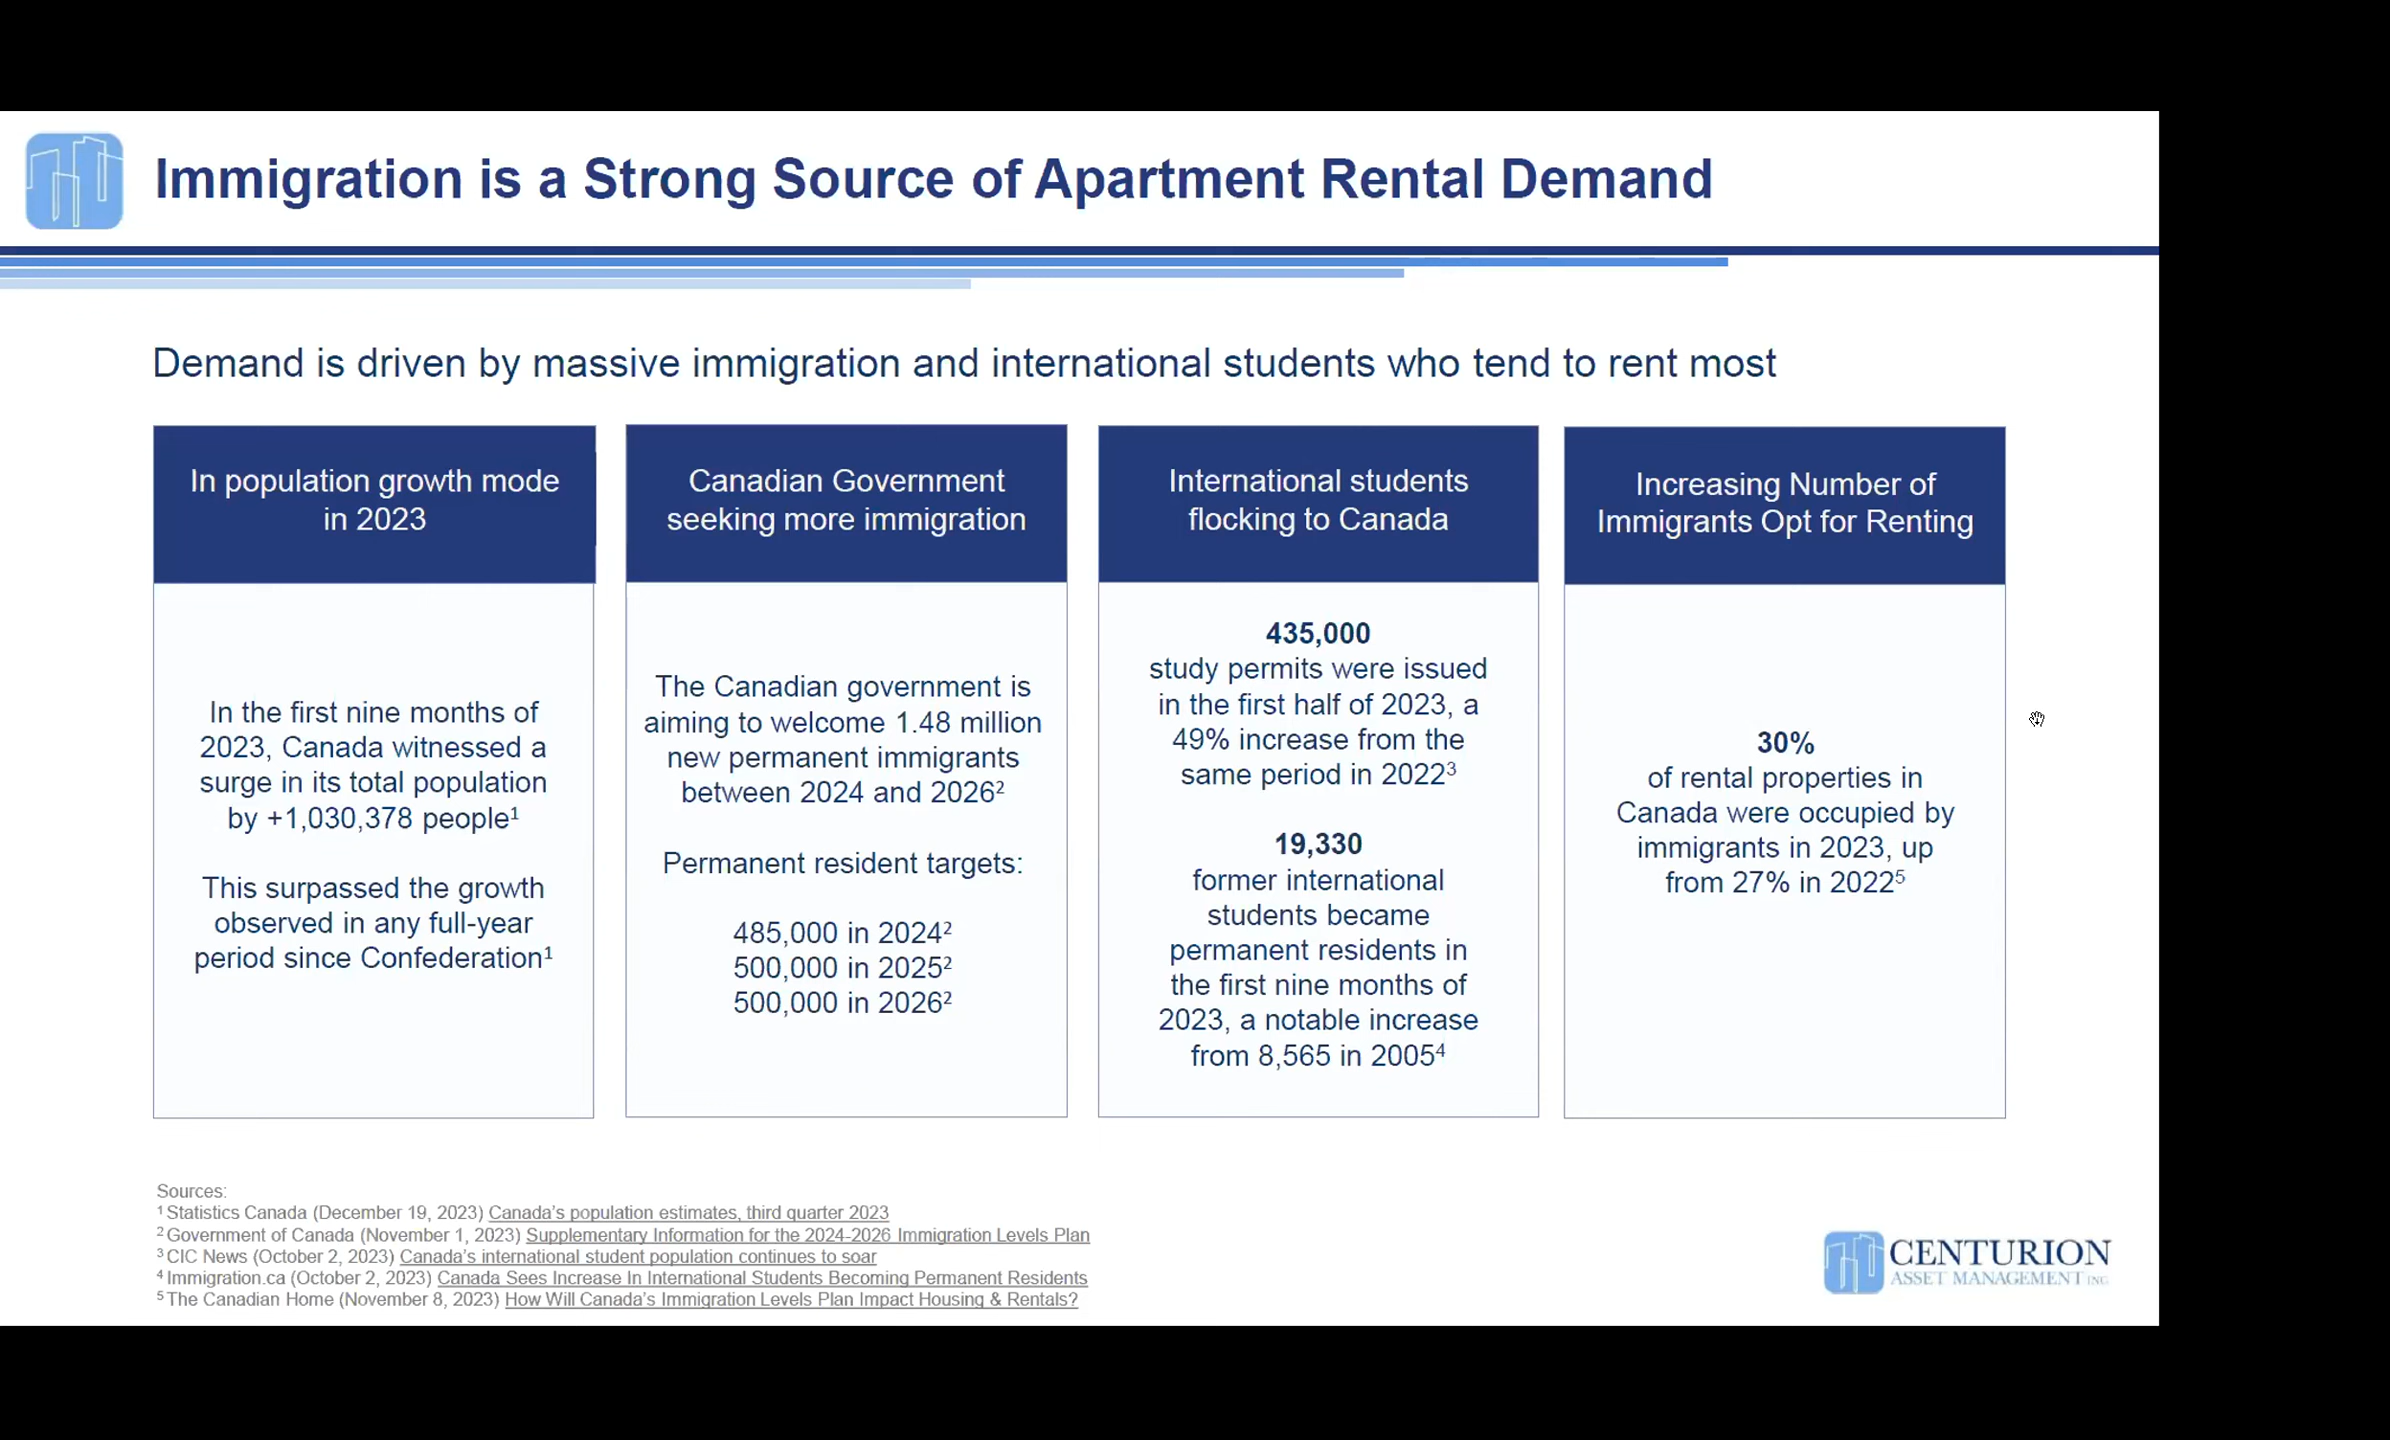 Immigration is a Strong Source of Apartment Rental Demand
Demand is driven by massive immigration and international students who tend to rent most
In population growth mode
in 2023
In the first nine months of
2023, Canada witnessed a
surge in its total population
by +1,030,378 people¹
This surpassed the growth
observed in any full-year
period since Confederation¹
Canadian Government
seeking more immigration
The Canadian government is
aiming to welcome 1.48 million
new permanent immigrants
between 2024 and 2026²
Permanent resident targets:
485,000 in 2024²
500,000 in 2025²
500,000 in 2026²
International students
flocking to Canada
435,000
study permits were issued
in the first half of 2023, a
49% increase from the
same period in 2022³
19,330
former international
students became
permanent residents in
the first nine months of
2023, a notable increase
from 8,565 in 2005⁴
Increasing Number of
Immigrants Opt for Renting
30%
of rental properties in
Canada were occupied by
immigrants in 2023, up
from 27% in 2022⁵
Sources:
¹ Statistics Canada (December 19, 2023) Canada's population estimates, third quarter 2023
² Government of Canada (November 1, 2023) Supplementary Information for the 2024-2026 Immigration Levels Plan
³ CIC News (October 2, 2023) Canada's international student population continues to soar
⁴ Immigration.ca (October 2, 2023) Canada Sees Increase In International Students Becoming Permanent Residents
⁵ The Canadian Home (November 8, 2023) How Will Canada's Immigration Levels Plan Impact Housing & Rentals?
CENTURION
ASSET MANAGEMENT INC